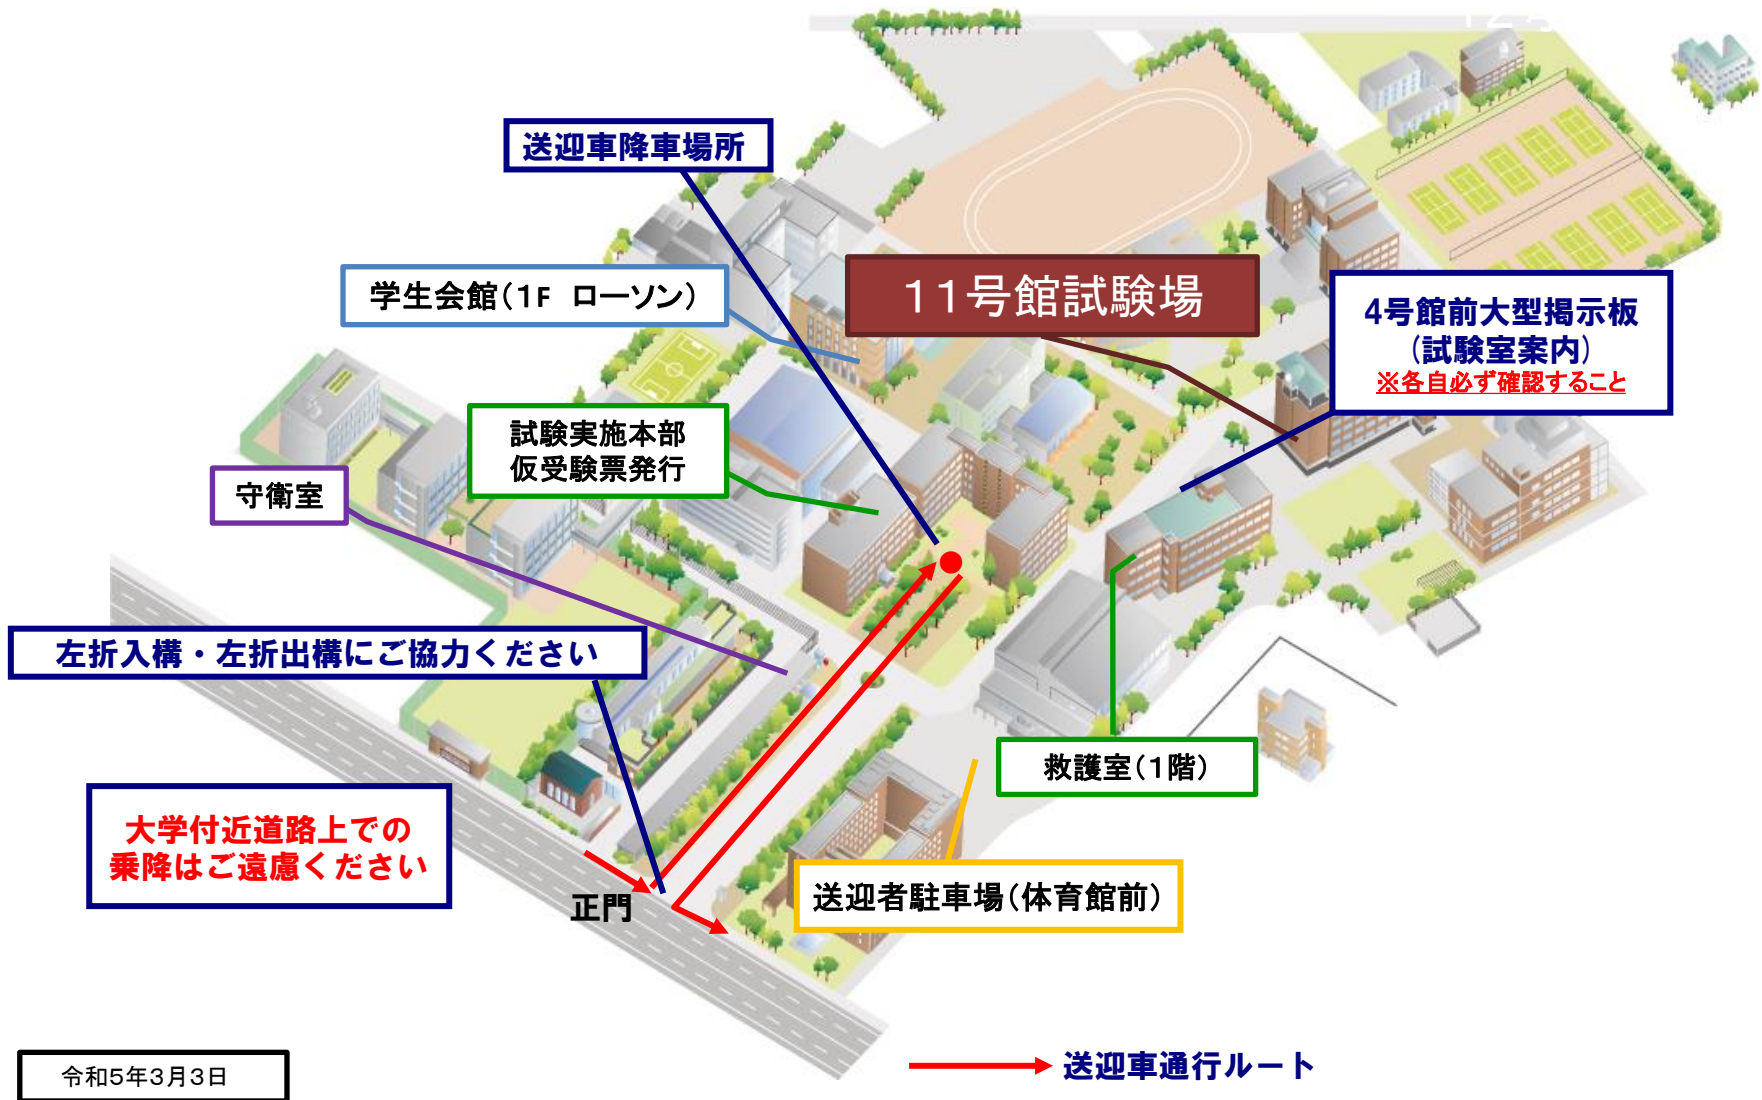 送迎車降車場所
学生会館(1F ローソン)
11号館試験場
4号館前大型掲示板
(試験室案内)
※各自必ず確認すること
試験実施本部
仮受験票発行
守衛室
左折入構・左折出構にご協力ください
救護室(1階)
大学付近道路上での
乗降はご遠慮ください
送迎者駐車場(体育館前)
正門
送迎車通行ルート
令和5年3月3日